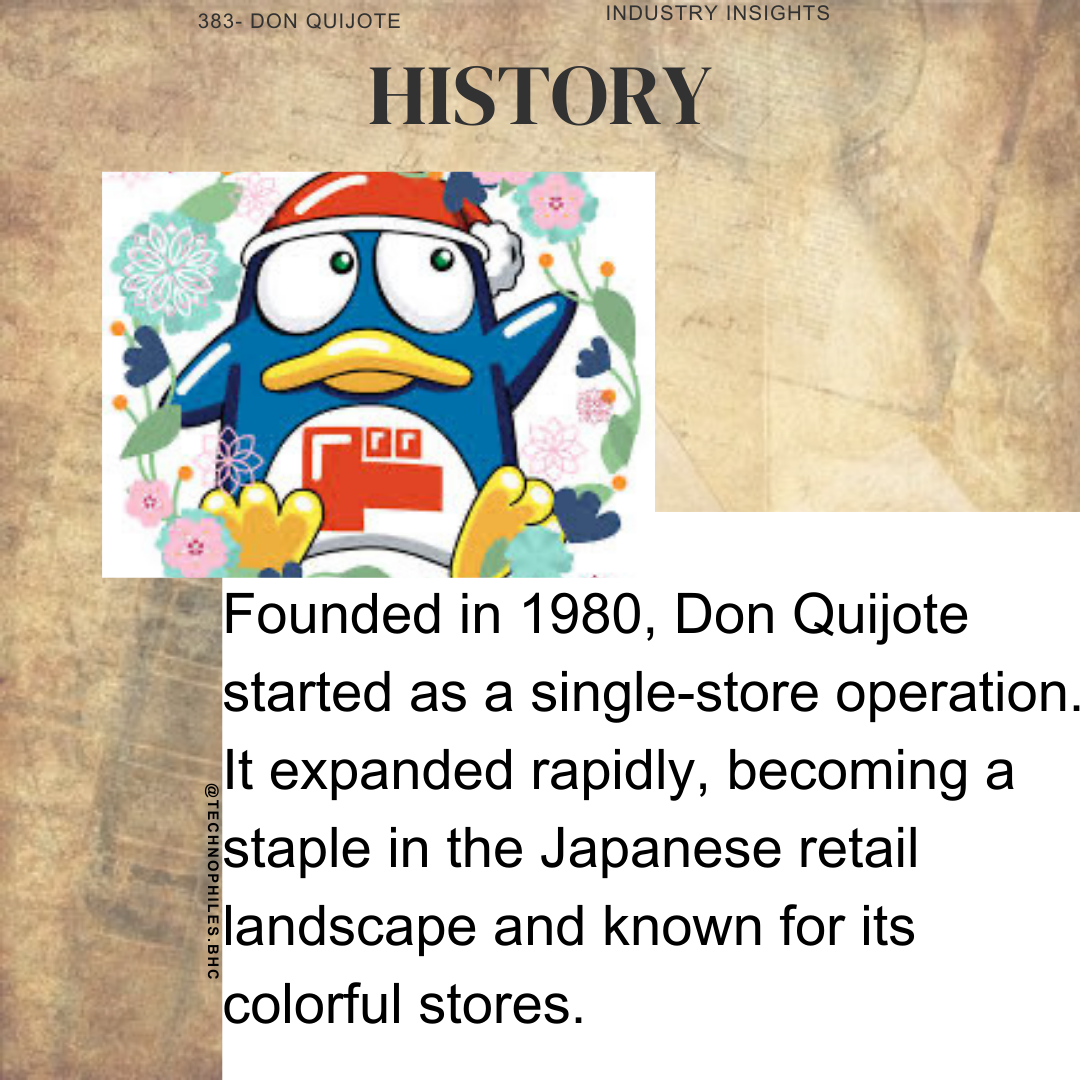 383- DON QUIJOTE
INDUSTRY INSIGHTS
HISTORY
ド
Founded in 1980, Don Quijote
started as a single-store operation.
It expanded rapidly, becoming a
staple in the Japanese retail
landscape and known for its
colorful stores.
@TECHNOPHILES.BHC